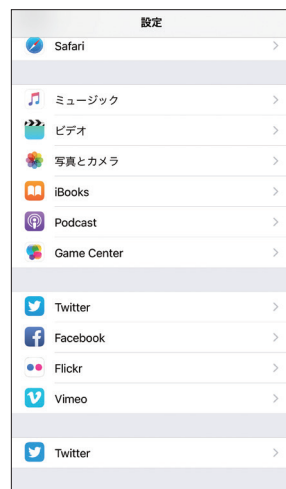 設定
Safari
ミュージック
ビデオ
写真とカメラ
iBooks
Podcast
Game Center
Twitter
Facebook
Flickr
Vimeo
Twitter